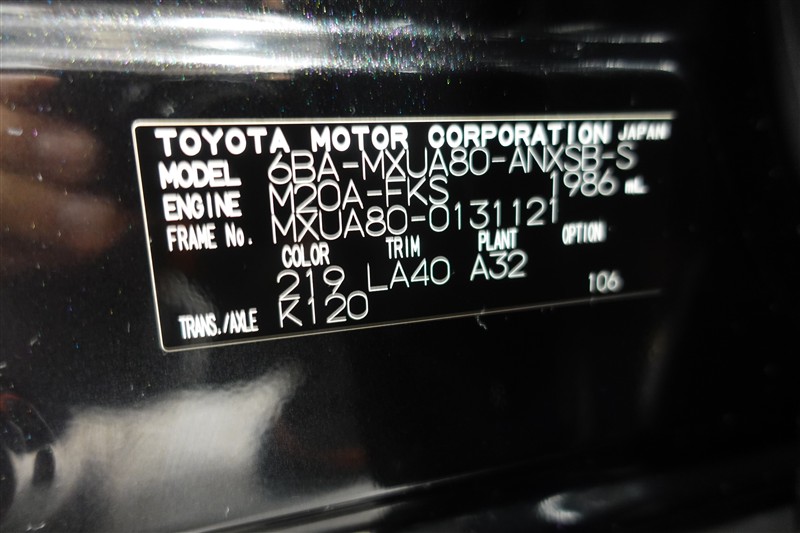 TOYOTA MOTOR CORPORATION JAPAN
MODEL 6BA-MXUA80-ANXSB-S
ENGINE M20A-FKS 1986 mL
FRAME No. MXUA80-0131121
COLOR TRIM PLANT OPTION
219 LA40 A32
TRANS./AXLE K120 106